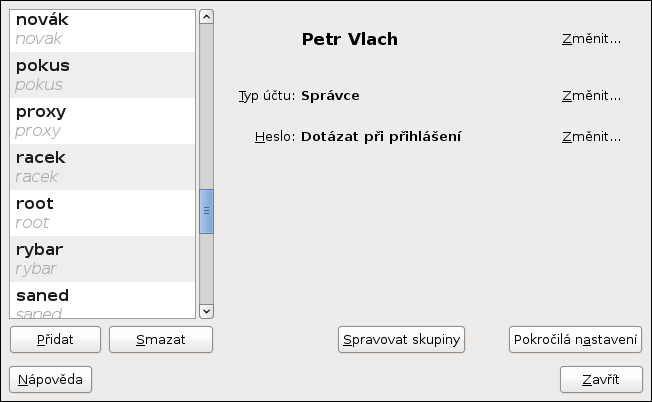 novák
novak
pokus
pokus
proxy
proxy
racek
racek
root
root
rybar
rybar
saned
saned
Petr Vlach Změnit...
Typ účtu: Správce Změnit...
Heslo: Dotázat při přihlášení Změnit...
Přidat Smazat Spravovat skupiny Pokročilá nastavení
Nápověda Zavřít